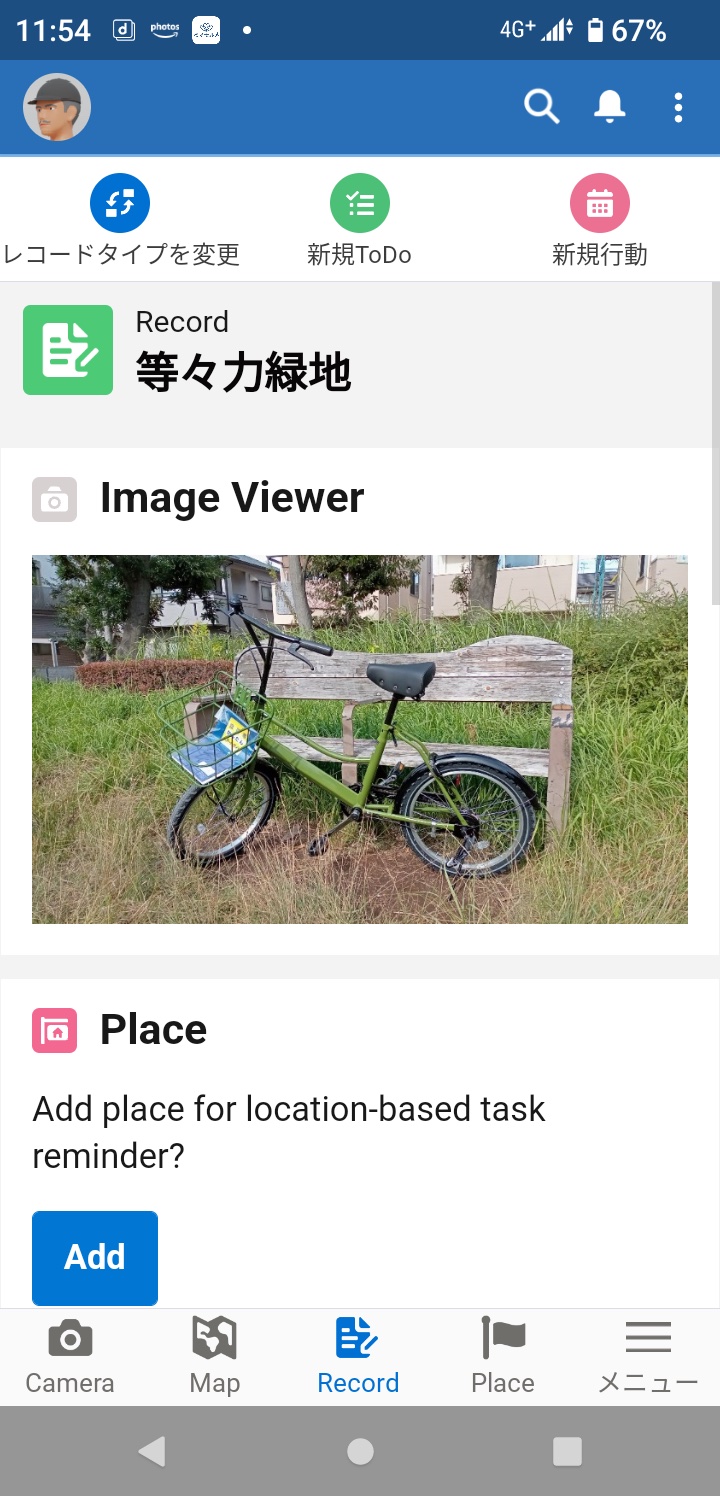 11:54
photos
4G+
67%
レコードタイプを変更
新規ToDo
新規行動
Record
等々力緑地
Image Viewer
Place
Add place for location-based task
reminder?
Add
Camera
Map
Record
Place
メニュー